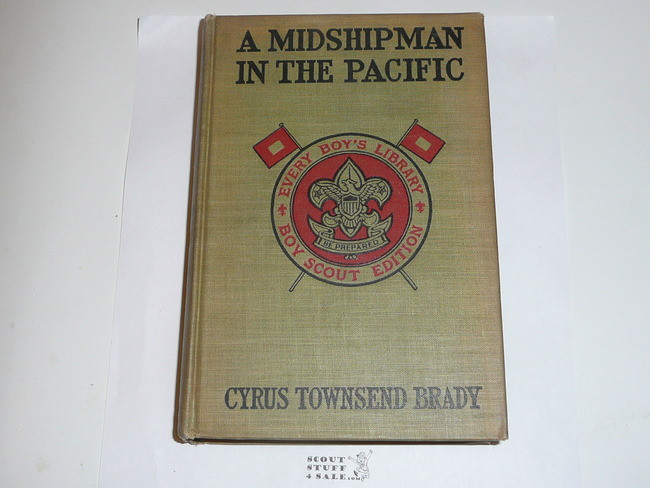 A MIDSHIPMAN
IN THE PACIFIC
EVERY BOY'S LIBRARY
BE PREPARED
BOY SCOUT EDITION
CYRUS TOWNSEND BRADY
SCOUT
STUFF
4 SALE.com